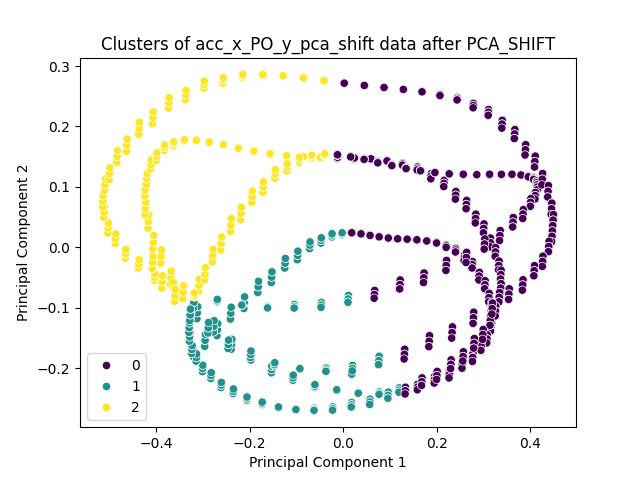 Clusters of acc_x_PO_y_pca_shift data after PCA_SHIFT
Principal Component 2
0.3
0.2
0.1
0.0
−0.1
−0.2
0
1
2
−0.4 −0.2 0.0 0.2 0.4
Principal Component 1